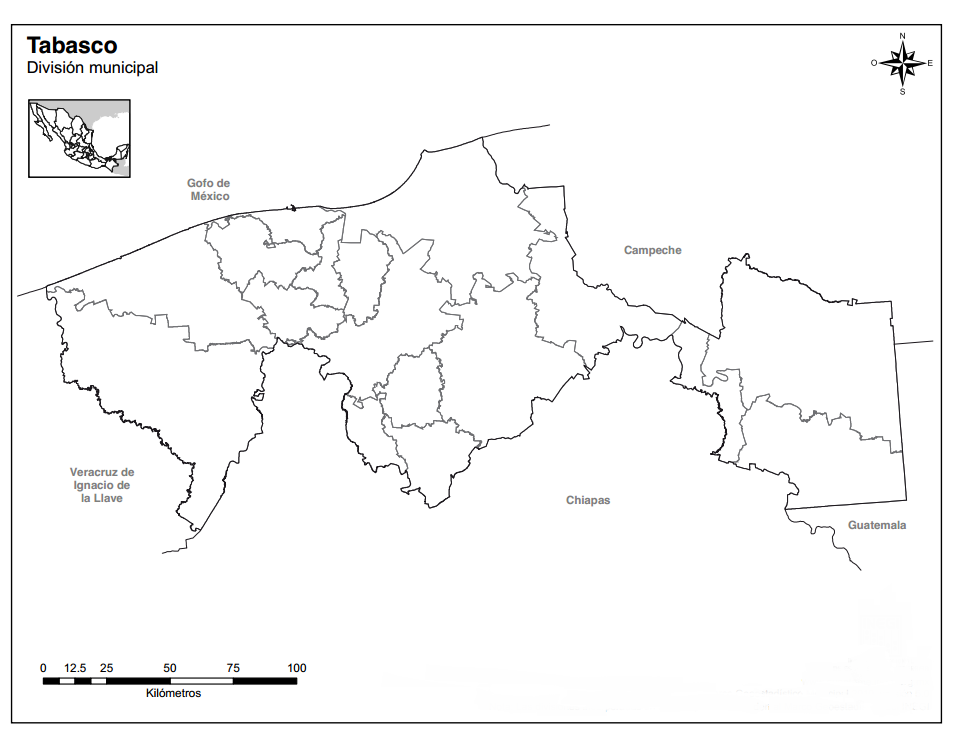 Tabasco
División municipal
N
O
E
S
Gofo de
México
Campeche
Veracruz de
Ignacio de
la Llave
Chiapas
Guatemala
0 12.5 25 50 75 100
Kilómetros